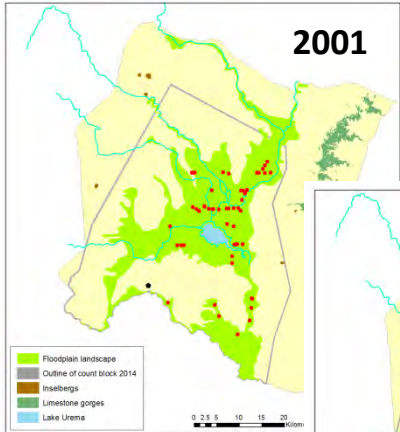 2001
Floodplain landscape
Outline of count block 2014
Inselbergs
Limestone gorges
Lake Urema
0 2.5 5 10 15 20
Kilom